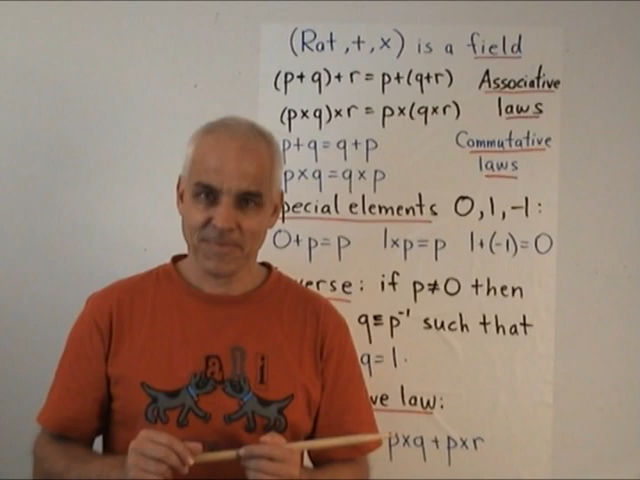 (Rat, +, x) is a field
(p+q)+r = p+(q+r) Associative
(p×q)×r = p×(q×r) laws
p+q = q+p Commutative
p×q = q×p laws
pecial elements 0, 1, -1:
0+p=p 1×p=p 1+(-1)=0
erse: if p≠0 then
q≡p⁻¹ such that
q=1.
ve law:
p×q+p×r